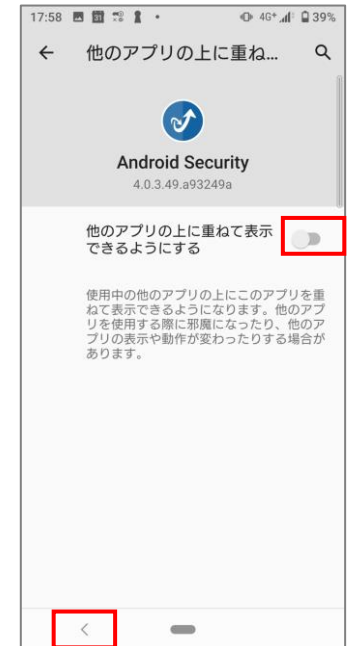 17:58 31 4G+ 39%
他のアプリの上に重ね…
Android Security
4.0.3.49.a93249a
他のアプリの上に重ねて表示
できるようにする
使用中の他のアプリの上にこのアプリを重
ねて表示できるようになります。他のアプ
リを使用する際に邪魔になったり、他のア
プリの表示や動作が変わったりする場合が
あります。